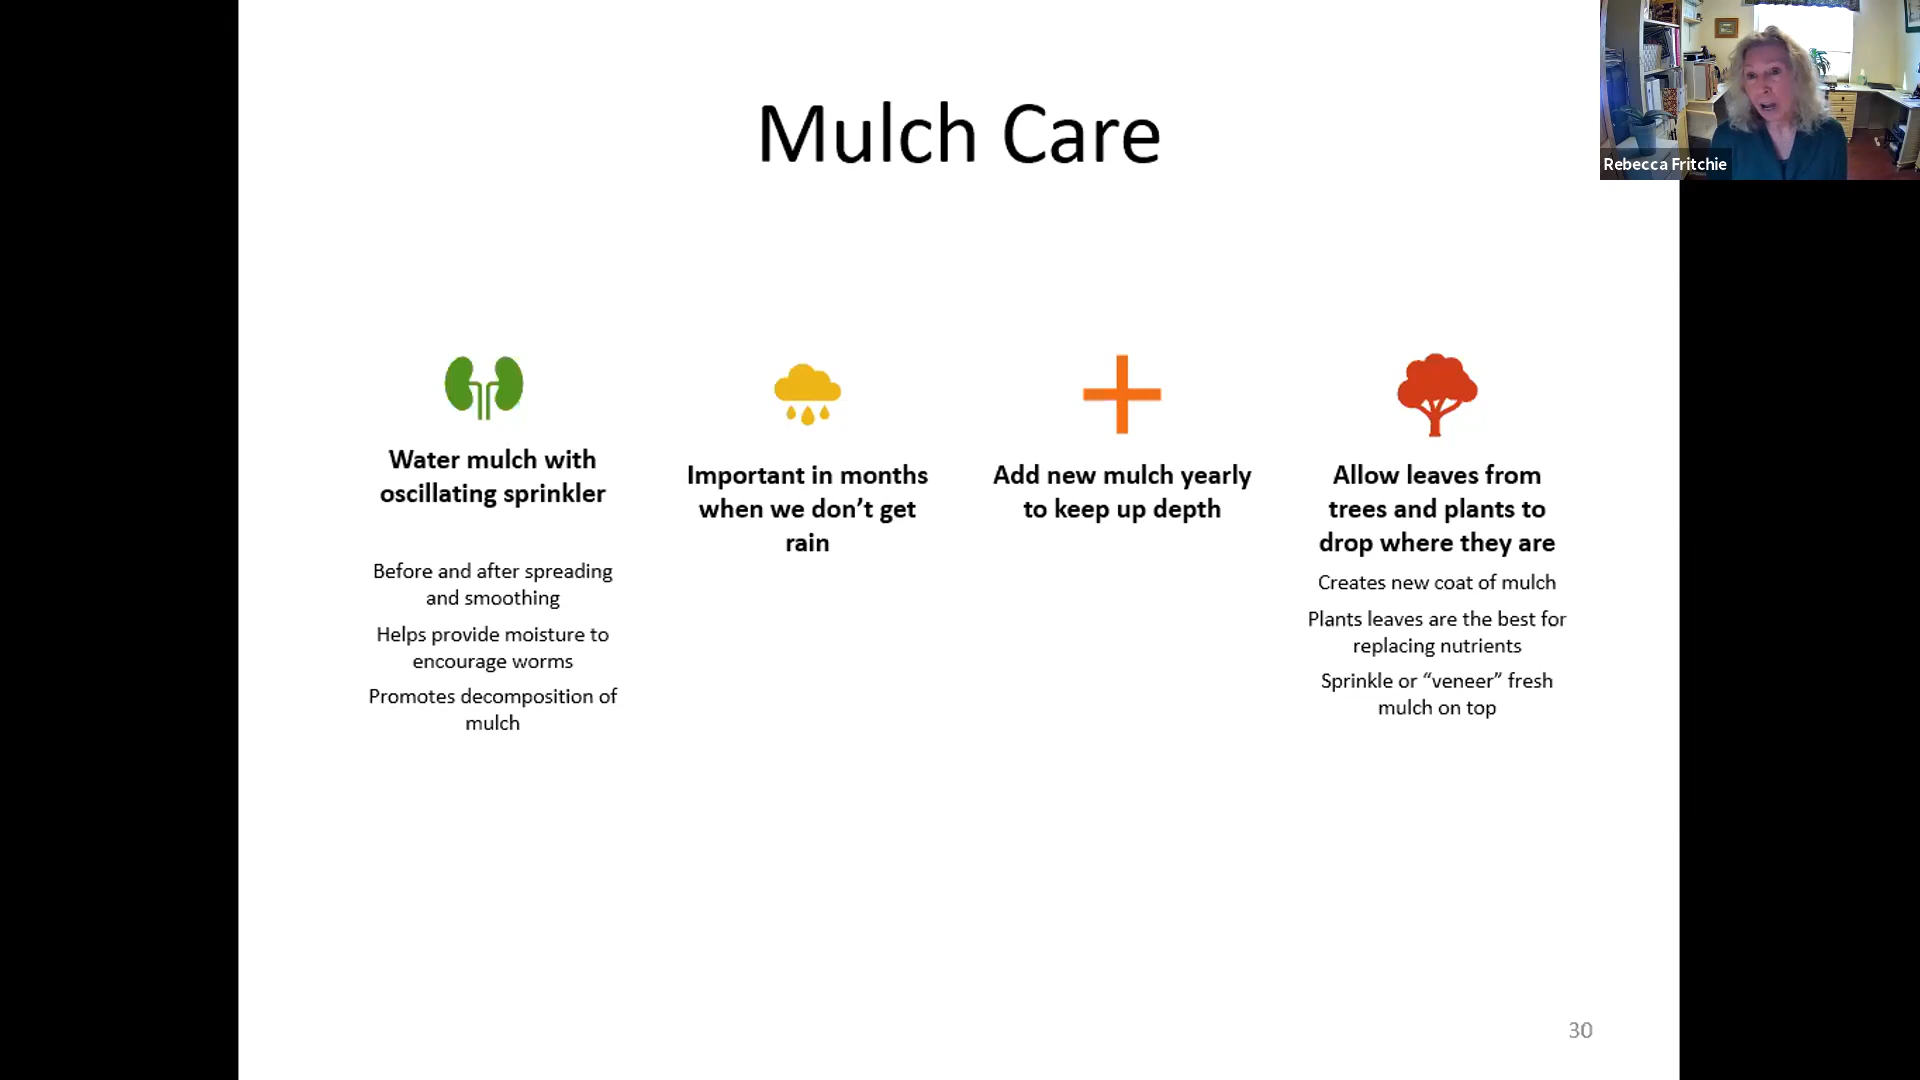 Mulch Care
Rebecca Fritchie
Water mulch with
oscillating sprinkler
Before and after spreading
and smoothing
Helps provide moisture to
encourage worms
Promotes decomposition of
mulch
Important in months
when we don’t get
rain
Add new mulch yearly
to keep up depth
Allow leaves from
trees and plants to
drop where they are
Creates new coat of mulch
Plants leaves are the best for
replacing nutrients
Sprinkle or “veneer” fresh
mulch on top
30